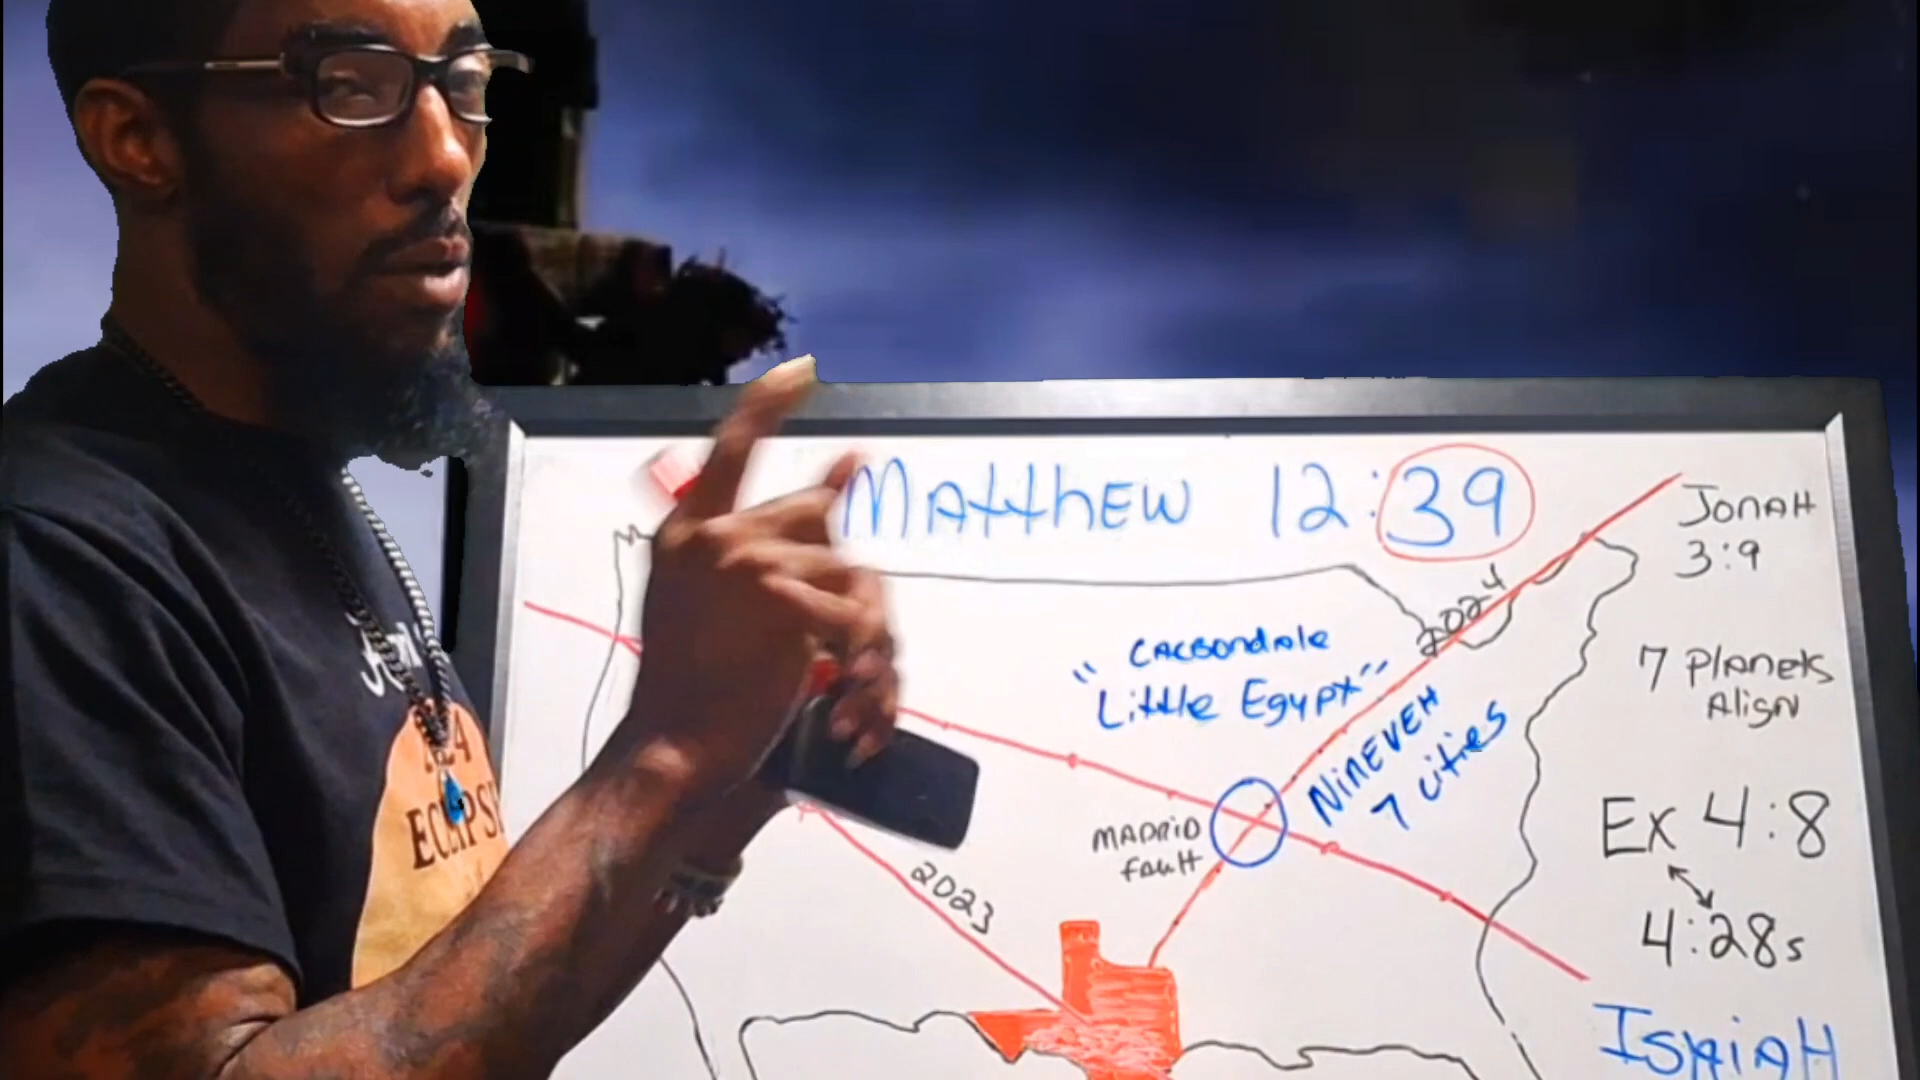 Matthew 12:39
Jonah
3:9
2024
Carbondale
"Little Egypt"
Nineveh
7 cities
7 Planets
Align
Madrid
fault
Ex 4:8
4:28s
2023
Isaiah